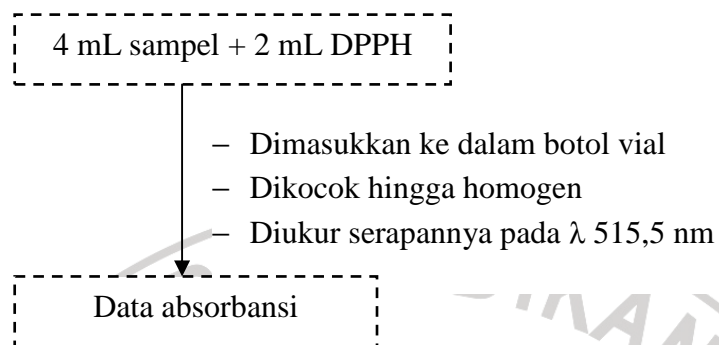 4 mL sampel + 2 mL DPPH
− Dimasukkan ke dalam botol vial
− Dikocok hingga homogen
− Diukur serapannya pada λ 515,5 nm
Data absorbansi